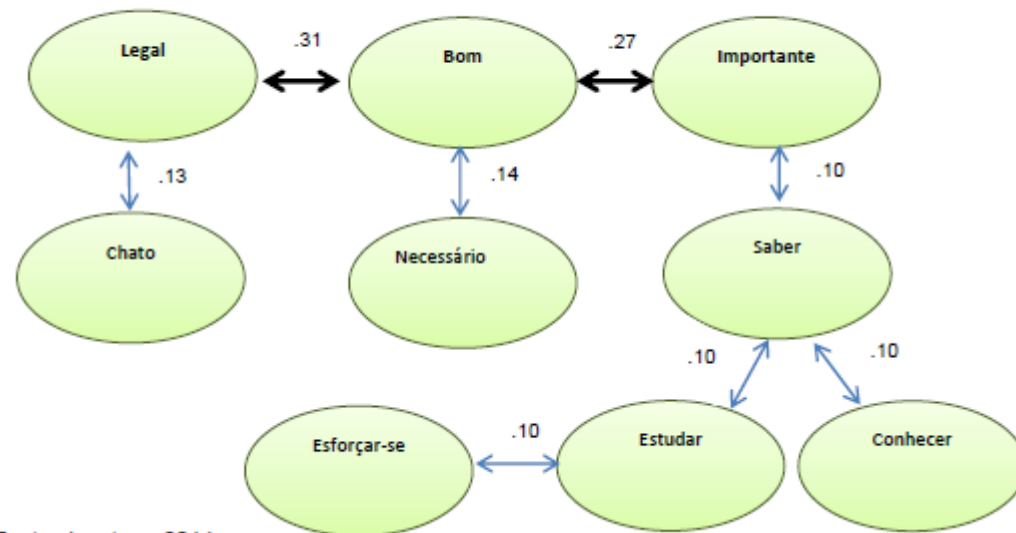 .31
.27
Legal
Bom
Importante
.13
.14
.10
Chato
Necessário
Saber
.10
.10
Esforçar-se
.10
Estudar
Conhecer